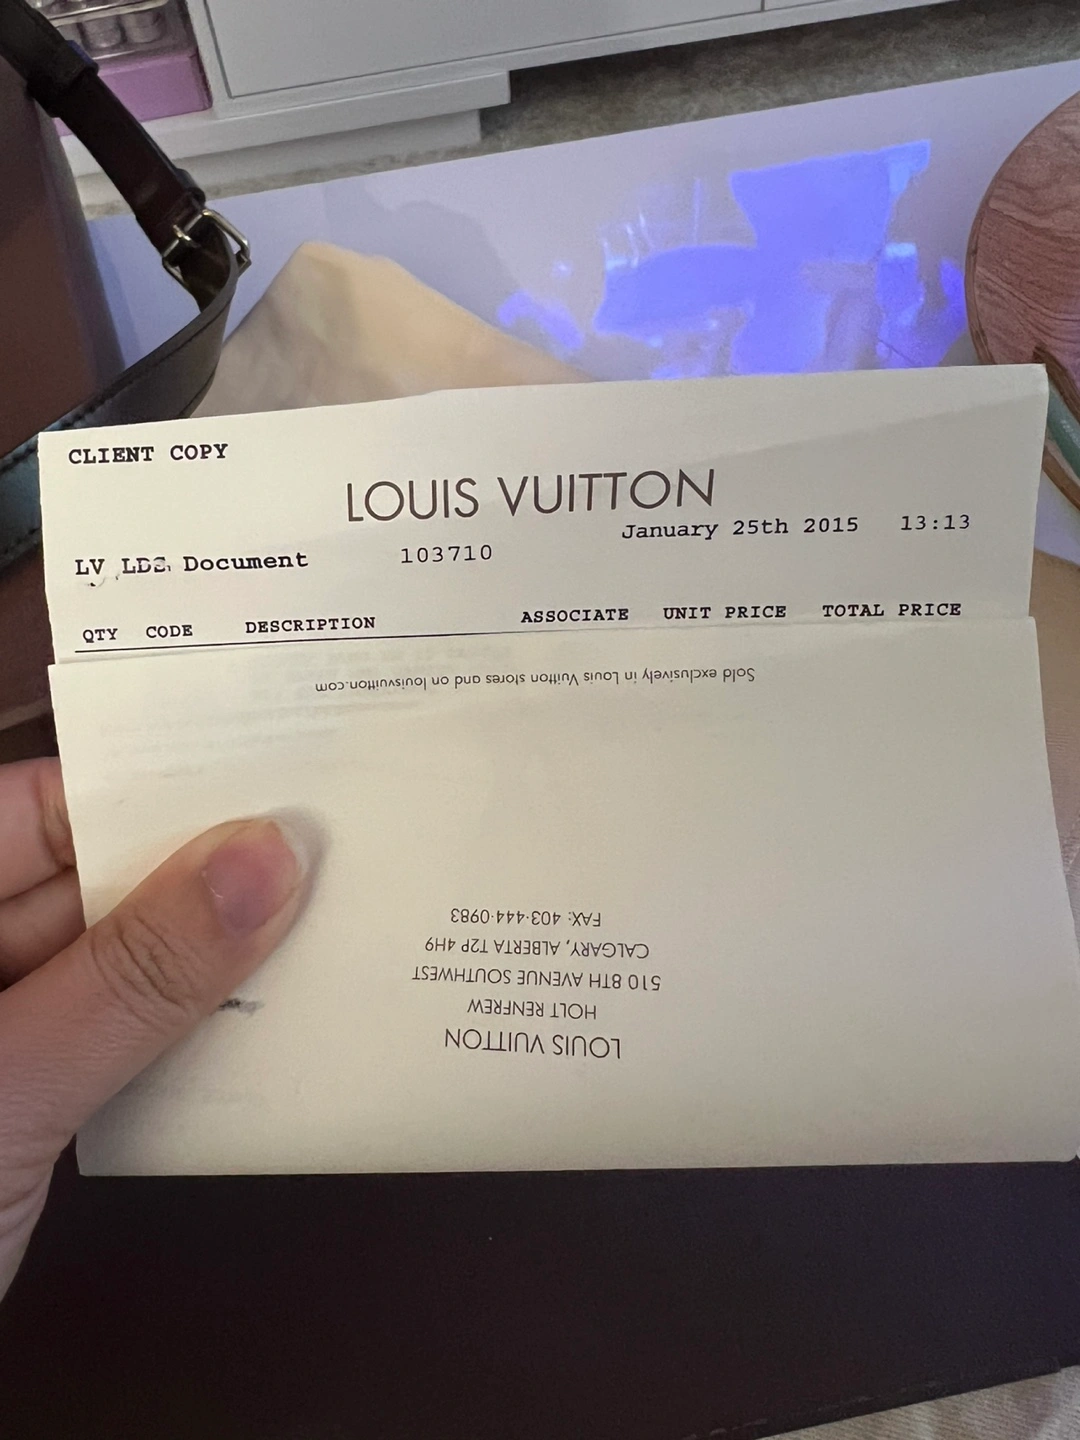 CLIENT COPY
LOUIS VUITTON
January 25th 2015 13:13
LV LDS. Document 103710
QTY CODE DESCRIPTION ASSOCIATE UNIT PRICE TOTAL PRICE
Sold exclusively in Louis Vuitton stores and on louisvuitton.com
LOUIS VUITTON
HOLT RENFREW
510 8TH AVENUE SOUTHWEST
CALGARY, ALBERTA T2P 4H9
FAX: 403·444·0983